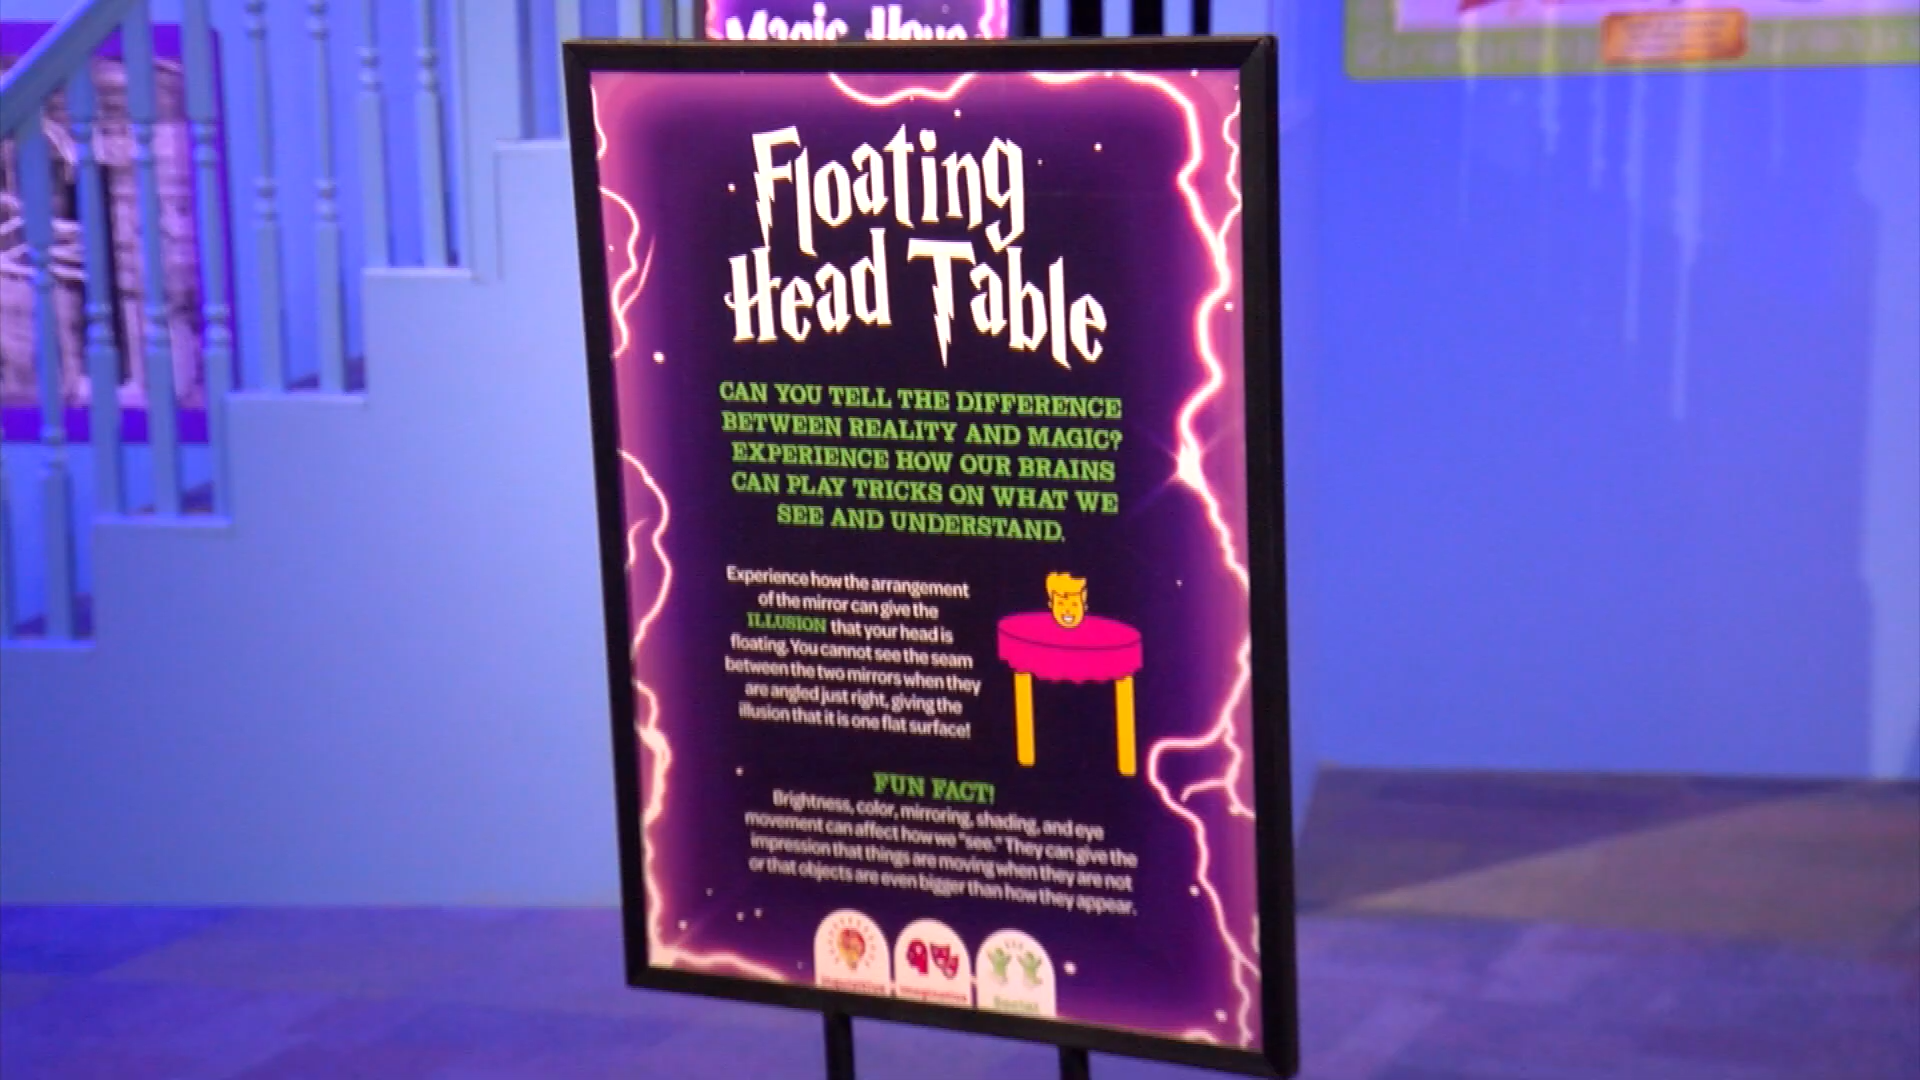 Magic House
Floating
Head Table
CAN YOU TELL THE DIFFERENCE
BETWEEN REALITY AND MAGIC?
EXPERIENCE HOW OUR BRAINS
CAN PLAY TRICKS ON WHAT WE
SEE AND UNDERSTAND.
Experience how the arrangement
of the mirror can give the
ILLUSION that your head is
floating. You cannot see the seam
between the two mirrors when they
are angled just right, giving the
illusion that it is one flat surface!
FUN FACT!
Brightness, color, mirroring, shading, and eye
movement can affect how we "see." They can give the
impression that things are moving when they are not
or that objects are even bigger than how they appear.
Imagination
Social